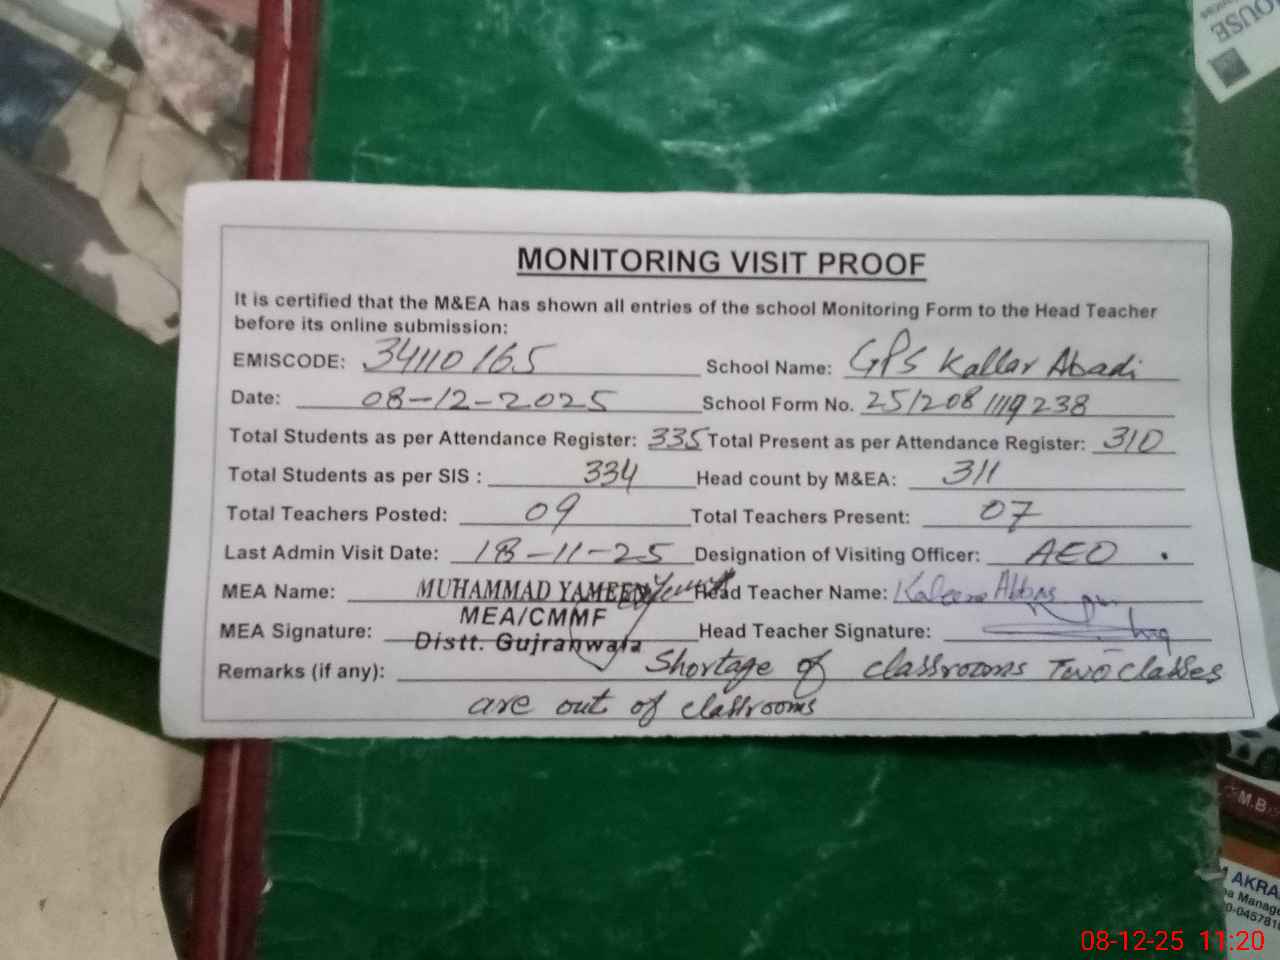 MONITORING VISIT PROOF
It is certified that the M&EA has shown all entries of the school Monitoring Form to the Head Teacher
before its online submission:
EMISCODE: 34110165 School Name: GPS Kallar Abadi
Date: 08-12-2025 School Form No. 25120811119238
Total Students as per Attendance Register: 335 Total Present as per Attendance Register: 310
Total Students as per SIS : 334 Head count by M&EA: 311
Total Teachers Posted: 09 Total Teachers Present: 07
Last Admin Visit Date: 18-11-25 Designation of Visiting Officer: AEO
MEA Name: MUHAMMAD YAMEEN Head Teacher Name: Kaleem Abbas
MEA/CMMF
MEA Signature: Head Teacher Signature:
Distt. Gujranwala
Remarks (if any): Shortage of classrooms Two classes
are out of classrooms
OUSE
M.B
AKRA
Manage
08-12-25 11:20